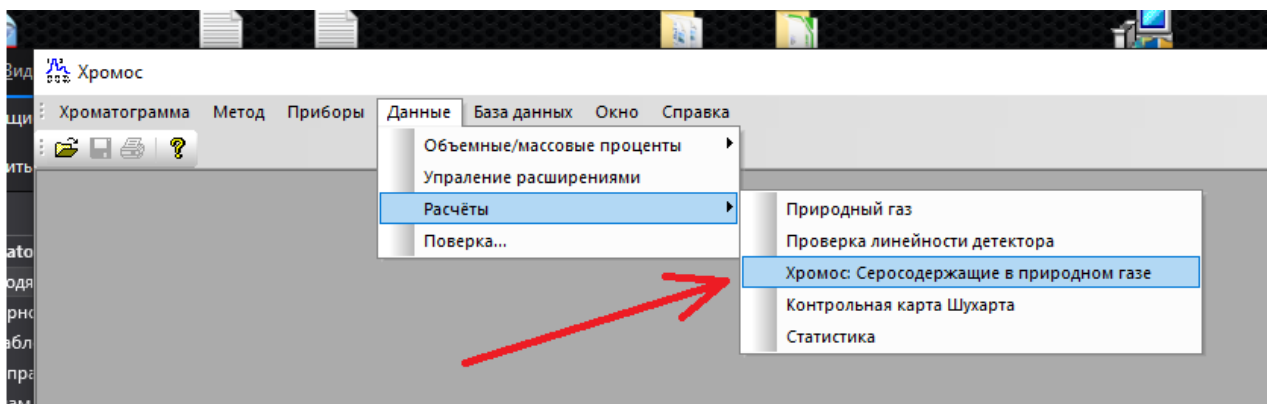 Хромос
Хроматограмма Метод Приборы Данные База данных Окно Справка
Объемные/массовые проценты
Упраление расширениями
Расчёты
Поверка...
Природный газ
Проверка линейности детектора
Хромос: Серосодержащие в природном газе
Контрольная карта Шухарта
Статистика